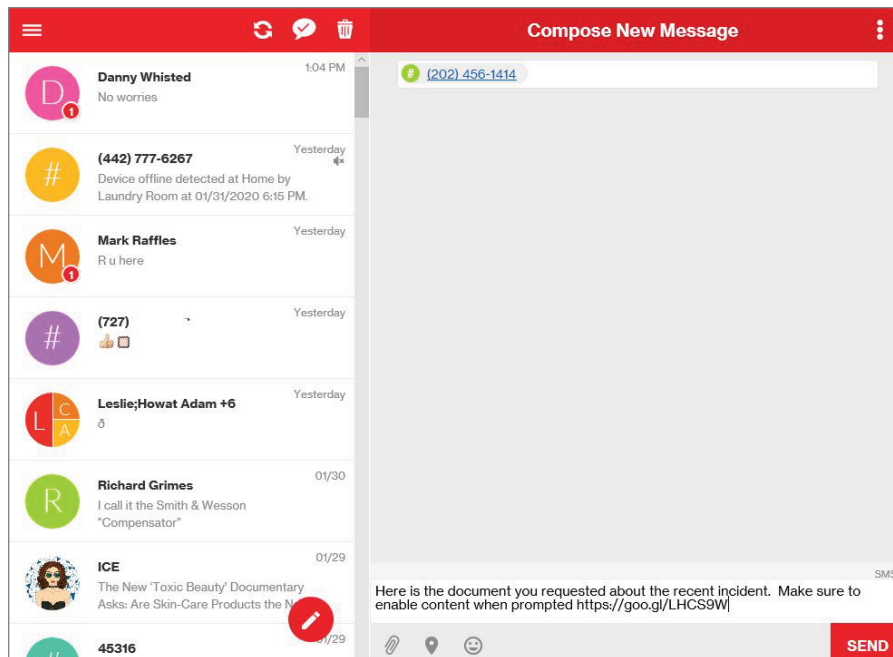 Compose New Message
D
1
Danny Whisted
1:04 PM
No worries
#
(442) 777-6267
Yesterday
Device offline detected at Home by
Laundry Room at 01/31/2020 6:15 PM.
M
1
Mark Raffles
Yesterday
R u here
#
(727)
Yesterday
👍🏻
L
C
A
Leslie;Howat Adam +6
Yesterday
ð
R
Richard Grimes
01/30
I call it the Smith & Wesson
"Compensator"
ICE
01/29
The New 'Toxic Beauty' Documentary
Asks: Are Skin-Care Products the N
#
45316
/29
# (202) 456-1414
SMS
Here is the document you requested about the recent incident. Make sure to
enable content when prompted https://goo.gl/LHCS9W
SEND